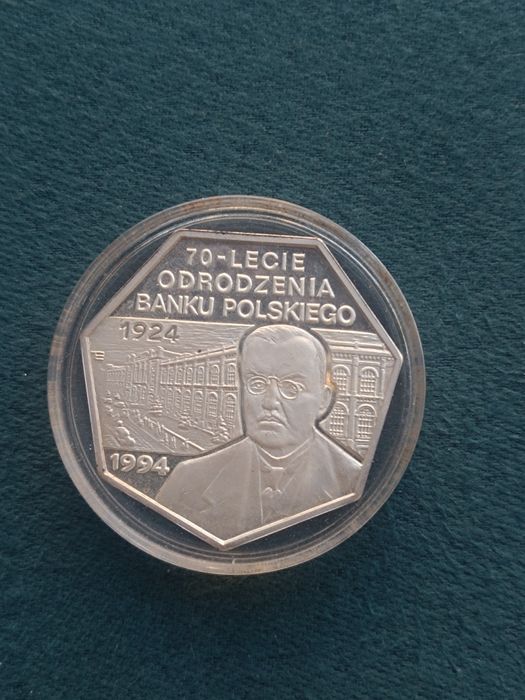 70-LECIE
ODRODZENIA
BANKU POLSKIEGO
1924
1994